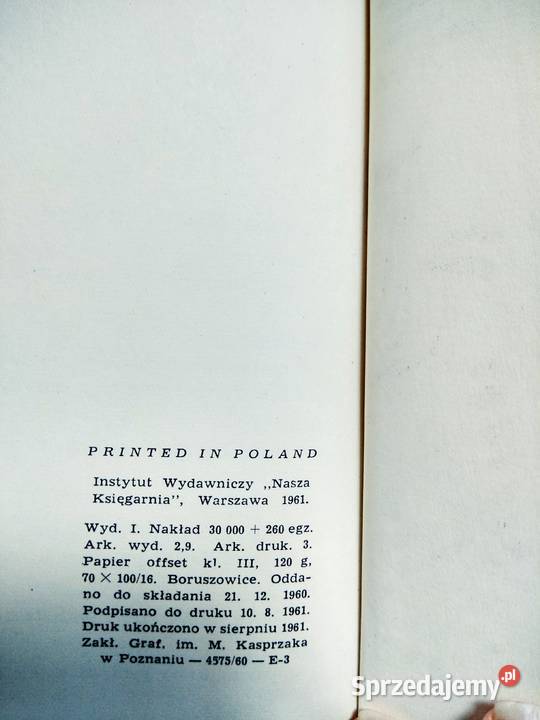 PRINTED IN POLAND
Instytut Wydawniczy „Nasza
Księgarnia”, Warszawa 1961.
Wyd. I. Nakład 30 000 + 260 egz.
Ark. wyd. 2,9. Ark. druk. 3.
Papier offset kl. III, 120 g,
70 × 100/16. Boruszowice. Odda-
no do składania 21. 12. 1960.
Podpisano do druku 10. 8. 1961.
Druk ukończono w sierpniu 1961.
Zakł. Graf. im. M. Kasprzaka
w Poznaniu — 4575/60 — E-3
Sprzedajemy.pl